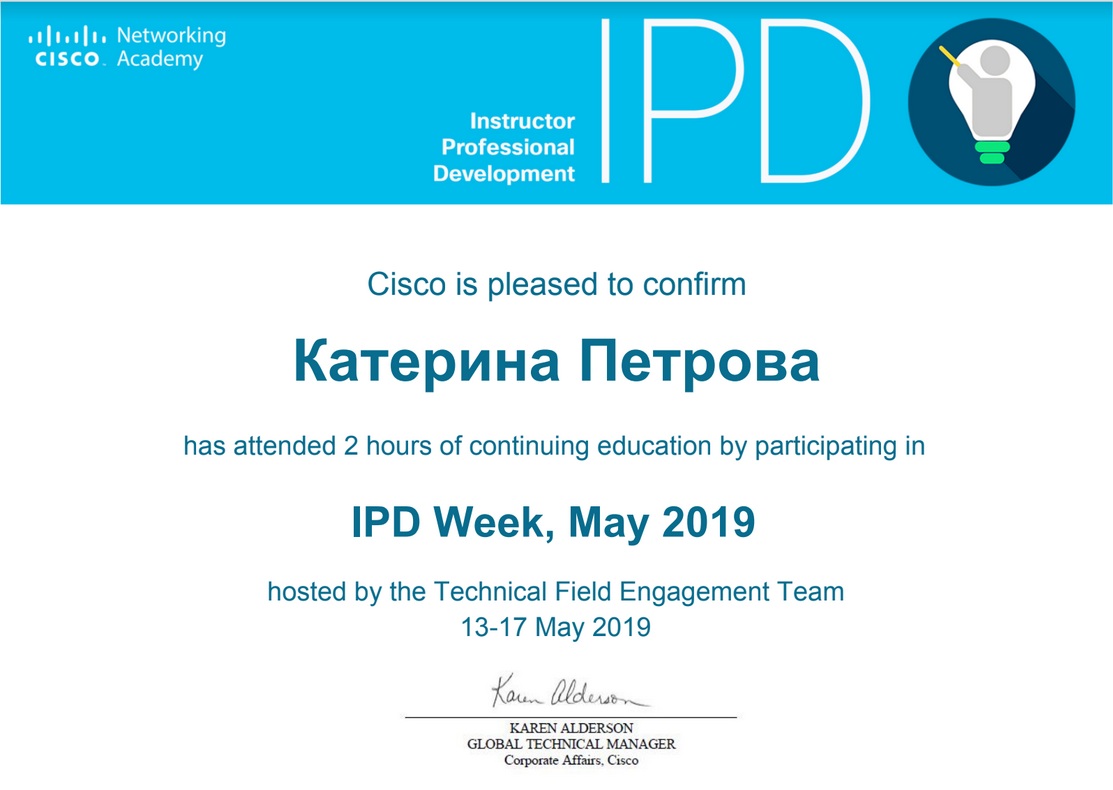 Networking
CISCO Academy
IPD
Instructor
Professional
Development
Cisco is pleased to confirm
Катерина Петрова
has attended 2 hours of continuing education by participating in
IPD Week, May 2019
hosted by the Technical Field Engagement Team
13-17 May 2019
Karen Alderson
KAREN ALDERSON
GLOBAL TECHNICAL MANAGER
Corporate Affairs, Cisco